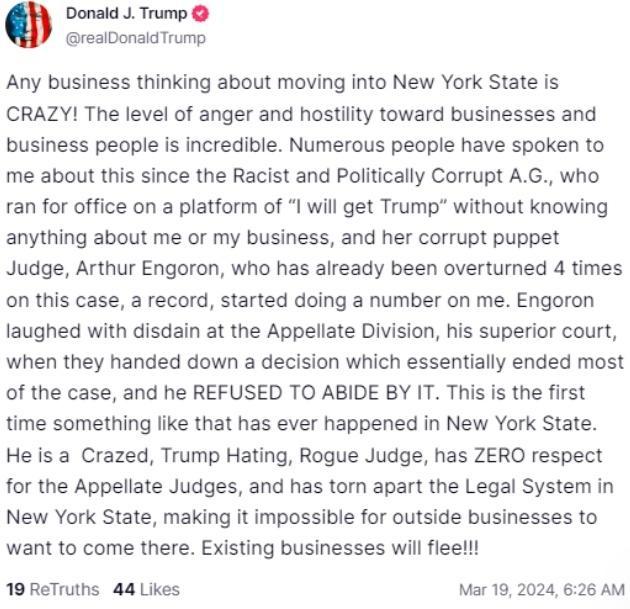 Donald J. Trump
@realDonaldTrump
Any business thinking about moving into New York State is
CRAZY! The level of anger and hostility toward businesses and
business people is incredible. Numerous people have spoken to
me about this since the Racist and Politically Corrupt A.G., who
ran for office on a platform of “I will get Trump” without knowing
anything about me or my business, and her corrupt puppet
Judge, Arthur Engoron, who has already been overturned 4 times
on this case, a record, started doing a number on me. Engoron
laughed with disdain at the Appellate Division, his superior court,
when they handed down a decision which essentially ended most
of the case, and he REFUSED TO ABIDE BY IT. This is the first
time something like that has ever happened in New York State.
He is a  Crazed, Trump Hating, Rogue Judge, has ZERO respect
for the Appellate Judges, and has torn apart the Legal System in
New York State, making it impossible for outside businesses to
want to come there. Existing businesses will flee!!!
19 ReTruths 44 Likes Mar 19, 2024, 6:26 AM